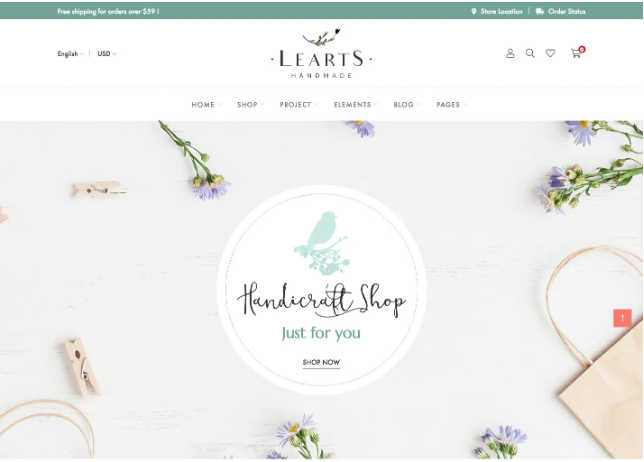 Free shipping for orders over $59 !
Store Location
Order Status
English
USD
0
· LEARTS ·
HANDMADE
HOME
SHOP
PROJECT
ELEMENTS
BLOG
PAGES
Handicraft Shop
Just for you
SHOP NOW